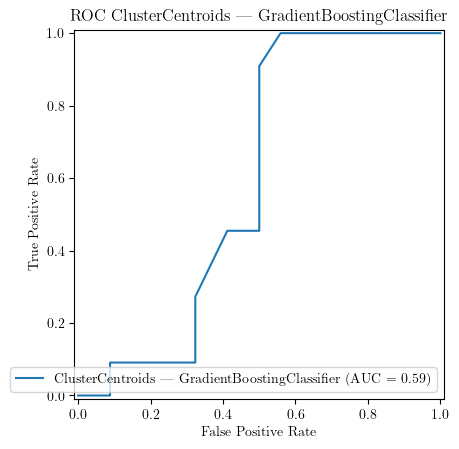 ROC ClusterCentroids — GradientBoostingClassifier
1.0
0.8
0.6
0.4
0.2
0.0
True Positive Rate
ClusterCentroids — GradientBoostingClassifier (AUC = 0.59)
0.0 0.2 0.4 0.6 0.8 1.0
False Positive Rate